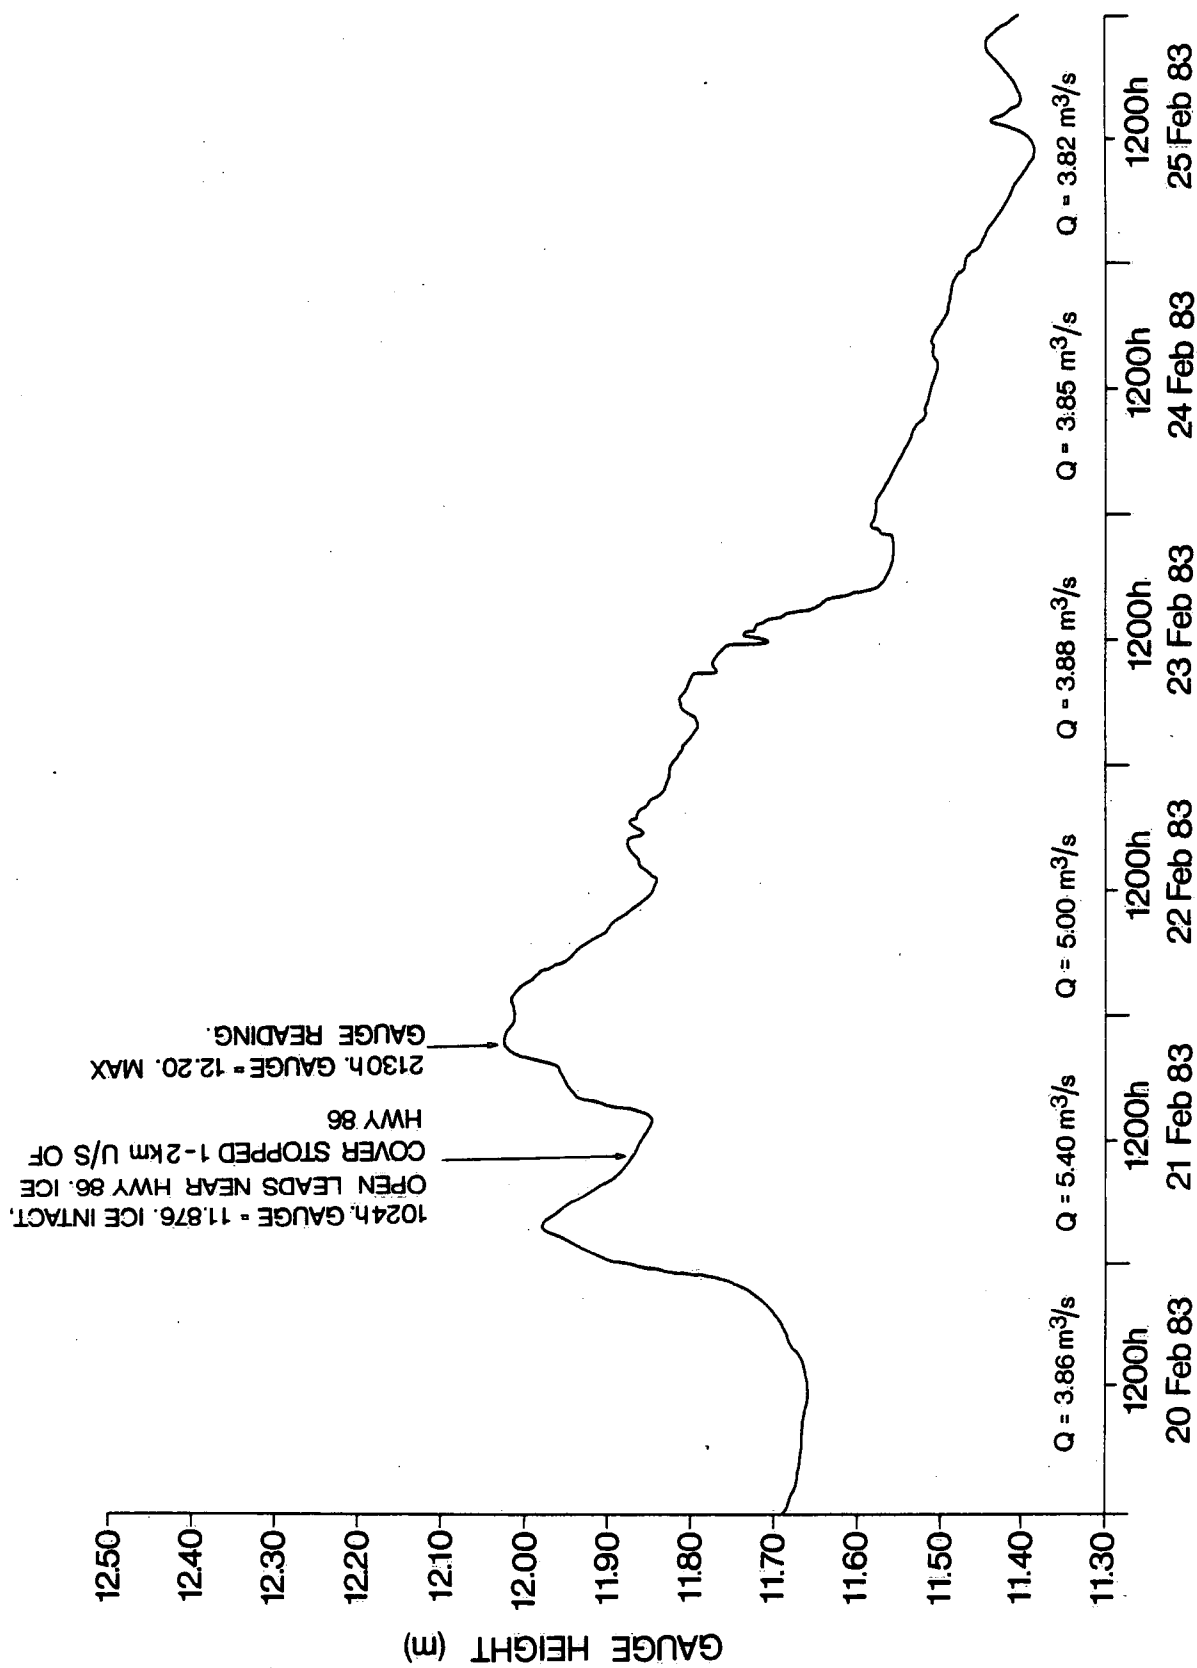 GAUGE HEIGHT (m)
12.50
12.40
12.30
12.20
12.10
12.00
11.90
11.80
11.70
11.60
11.50
11.40
11.30
1024h. GAUGE = 11.876. ICE INTACT,
OPEN LEADS NEAR HWY 86. ICE
COVER STOPPED 1-2km U/S OF
HWY 86
2130h. GAUGE = 12.20. MAX
GAUGE READING.
Q = 3.86 m³/s
Q = 5.40 m³/s
Q = 5.00 m³/s
Q = 3.88 m³/s
Q = 3.85 m³/s
Q = 3.82 m³/s
1200h
1200h
1200h
1200h
1200h
1200h
20 Feb 83
21 Feb 83
22 Feb 83
23 Feb 83
24 Feb 83
25 Feb 83